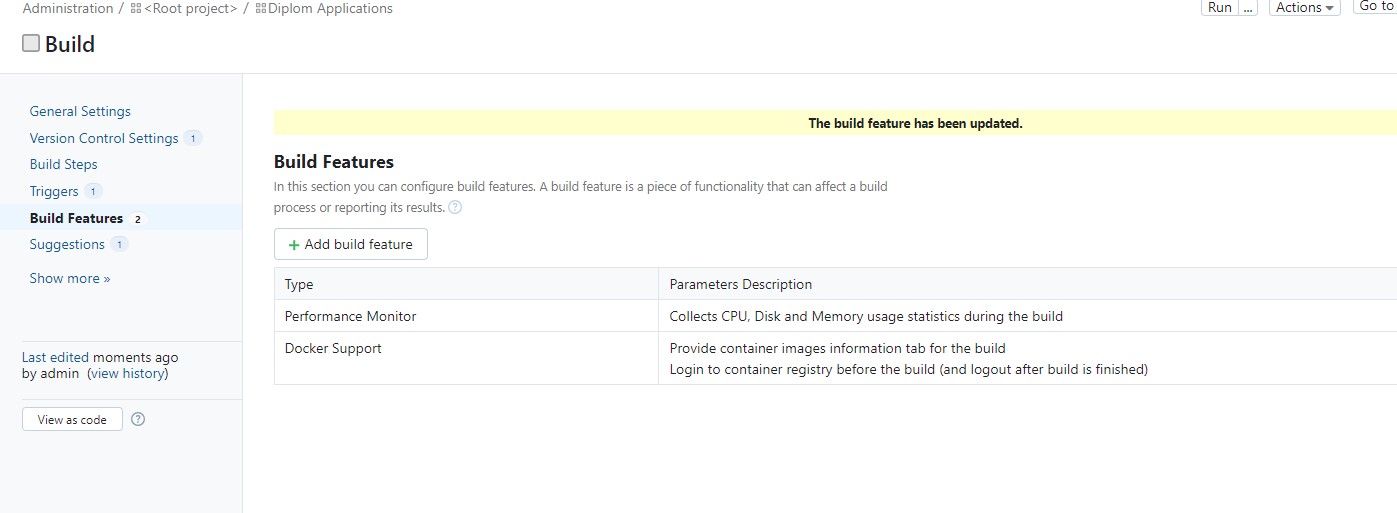 Administration / <Root project> / Diplom Applications
Run ... Actions Go to
Build
General Settings
Version Control Settings 1
Build Steps
Triggers 1
Build Features 2
Suggestions 1
Show more »
Last edited moments ago
by admin (view history)
View as code ?
The build feature has been updated.
Build Features
In this section you can configure build features. A build feature is a piece of functionality that can affect a build
process or reporting its results. ?
+ Add build feature
Type Parameters Description
Performance Monitor Collects CPU, Disk and Memory usage statistics during the build
Docker Support Provide container images information tab for the build
Login to container registry before the build (and logout after build is finished)